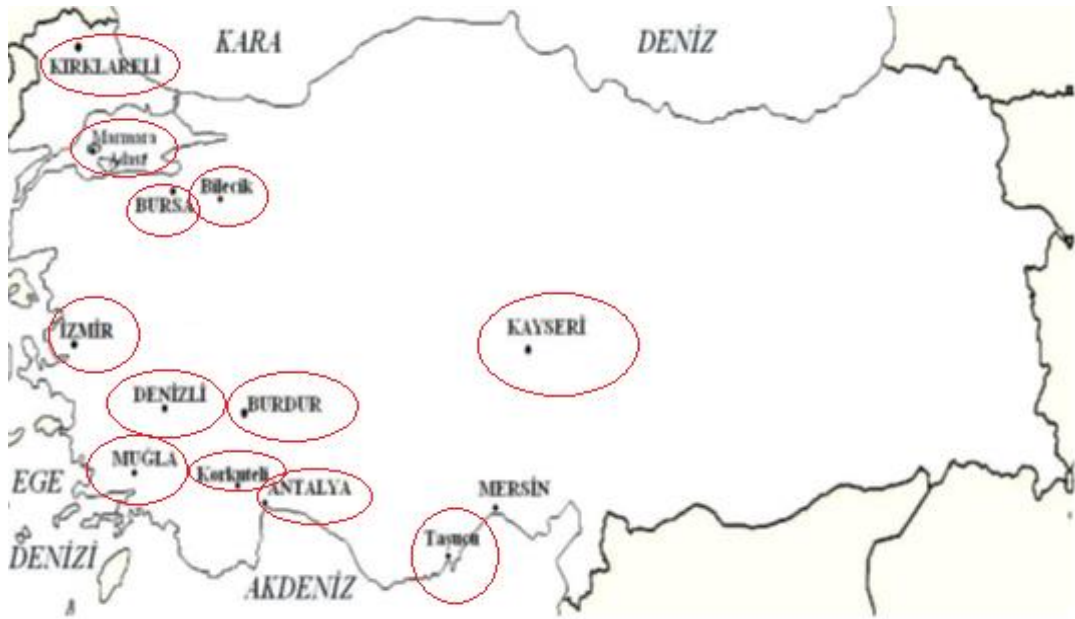 KARA
DENİZ
KIRKLARELİ
Marmara
Adası
Bilecik
BURSA
İZMİR
KAYSERİ
DENİZLİ
BURDUR
MUĞLA
Korkuteli
EGE
ANTALYA
MERSİN
Taşucu
DENİZİ
AKDENİZ